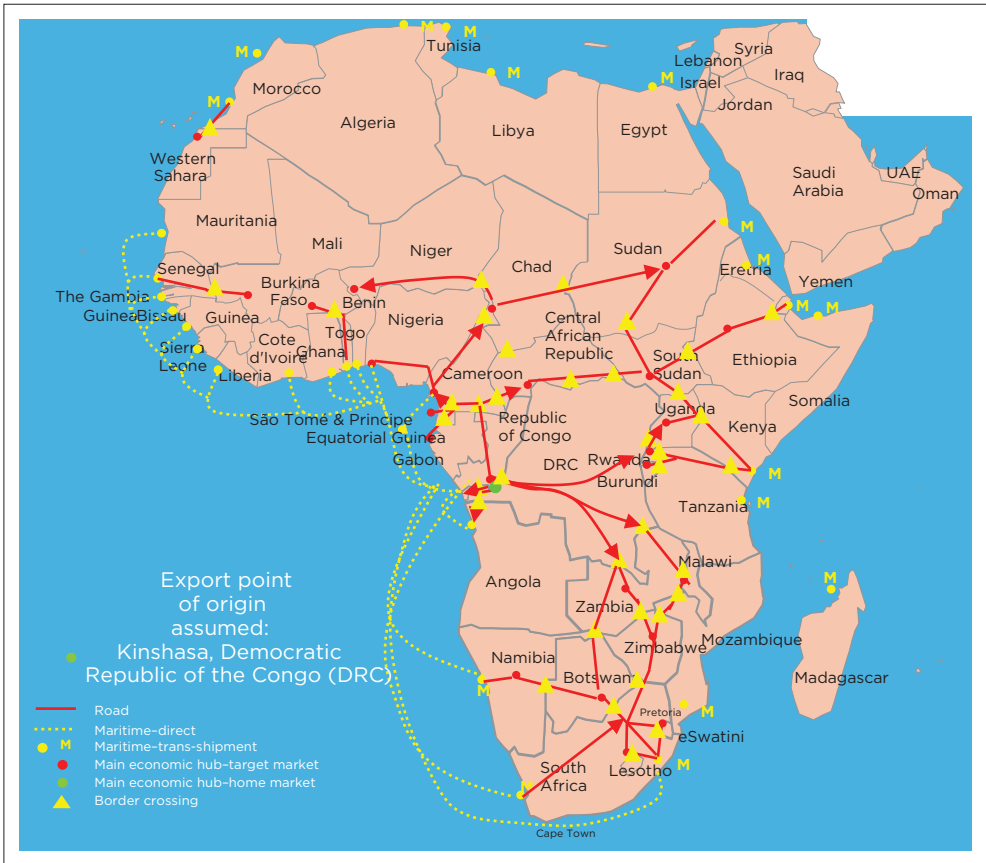 M
M
M
Tunisia
Syria
Lebanon
Iraq
M
M
Israel
Morocco
M
Jordan
Algeria
Libya
Egypt
Western
Sahara
Saudi
Arabia
UAE
Oman
Mauritania
Mali
Niger
Chad
Sudan
M
M
Eretria
Yemen
Senegal
Burkina
Faso
Benin
The Gambia
GuineaBissau
Guinea
Nigeria
Central
African
Republic
M
M
Togo
Cote
d'Ivoire
Ghana
Sierra
Leone
Liberia
South
Sudan
Ethiopia
Cameroon
Somalia
São Tomé & Principe
Equatorial Guinea
Republic
of Congo
Uganda
Kenya
Gabon
DRC
Rwanda
Burundi
M
Tanzania
M
Angola
Malawi
M
Export point
of origin
assumed:
Kinshasa, Democratic
Republic of the Congo (DRC)
Zambia
Zimbabwe
Mozambique
Namibia
Botswana
Madagascar
M
Pretoria
M
eSwatini
Lesotho
M
South
Africa
M
Cape Town
Road
Maritime–direct
M
Maritime–trans-shipment
Main economic hub–target market
Main economic hub–home market
Border crossing